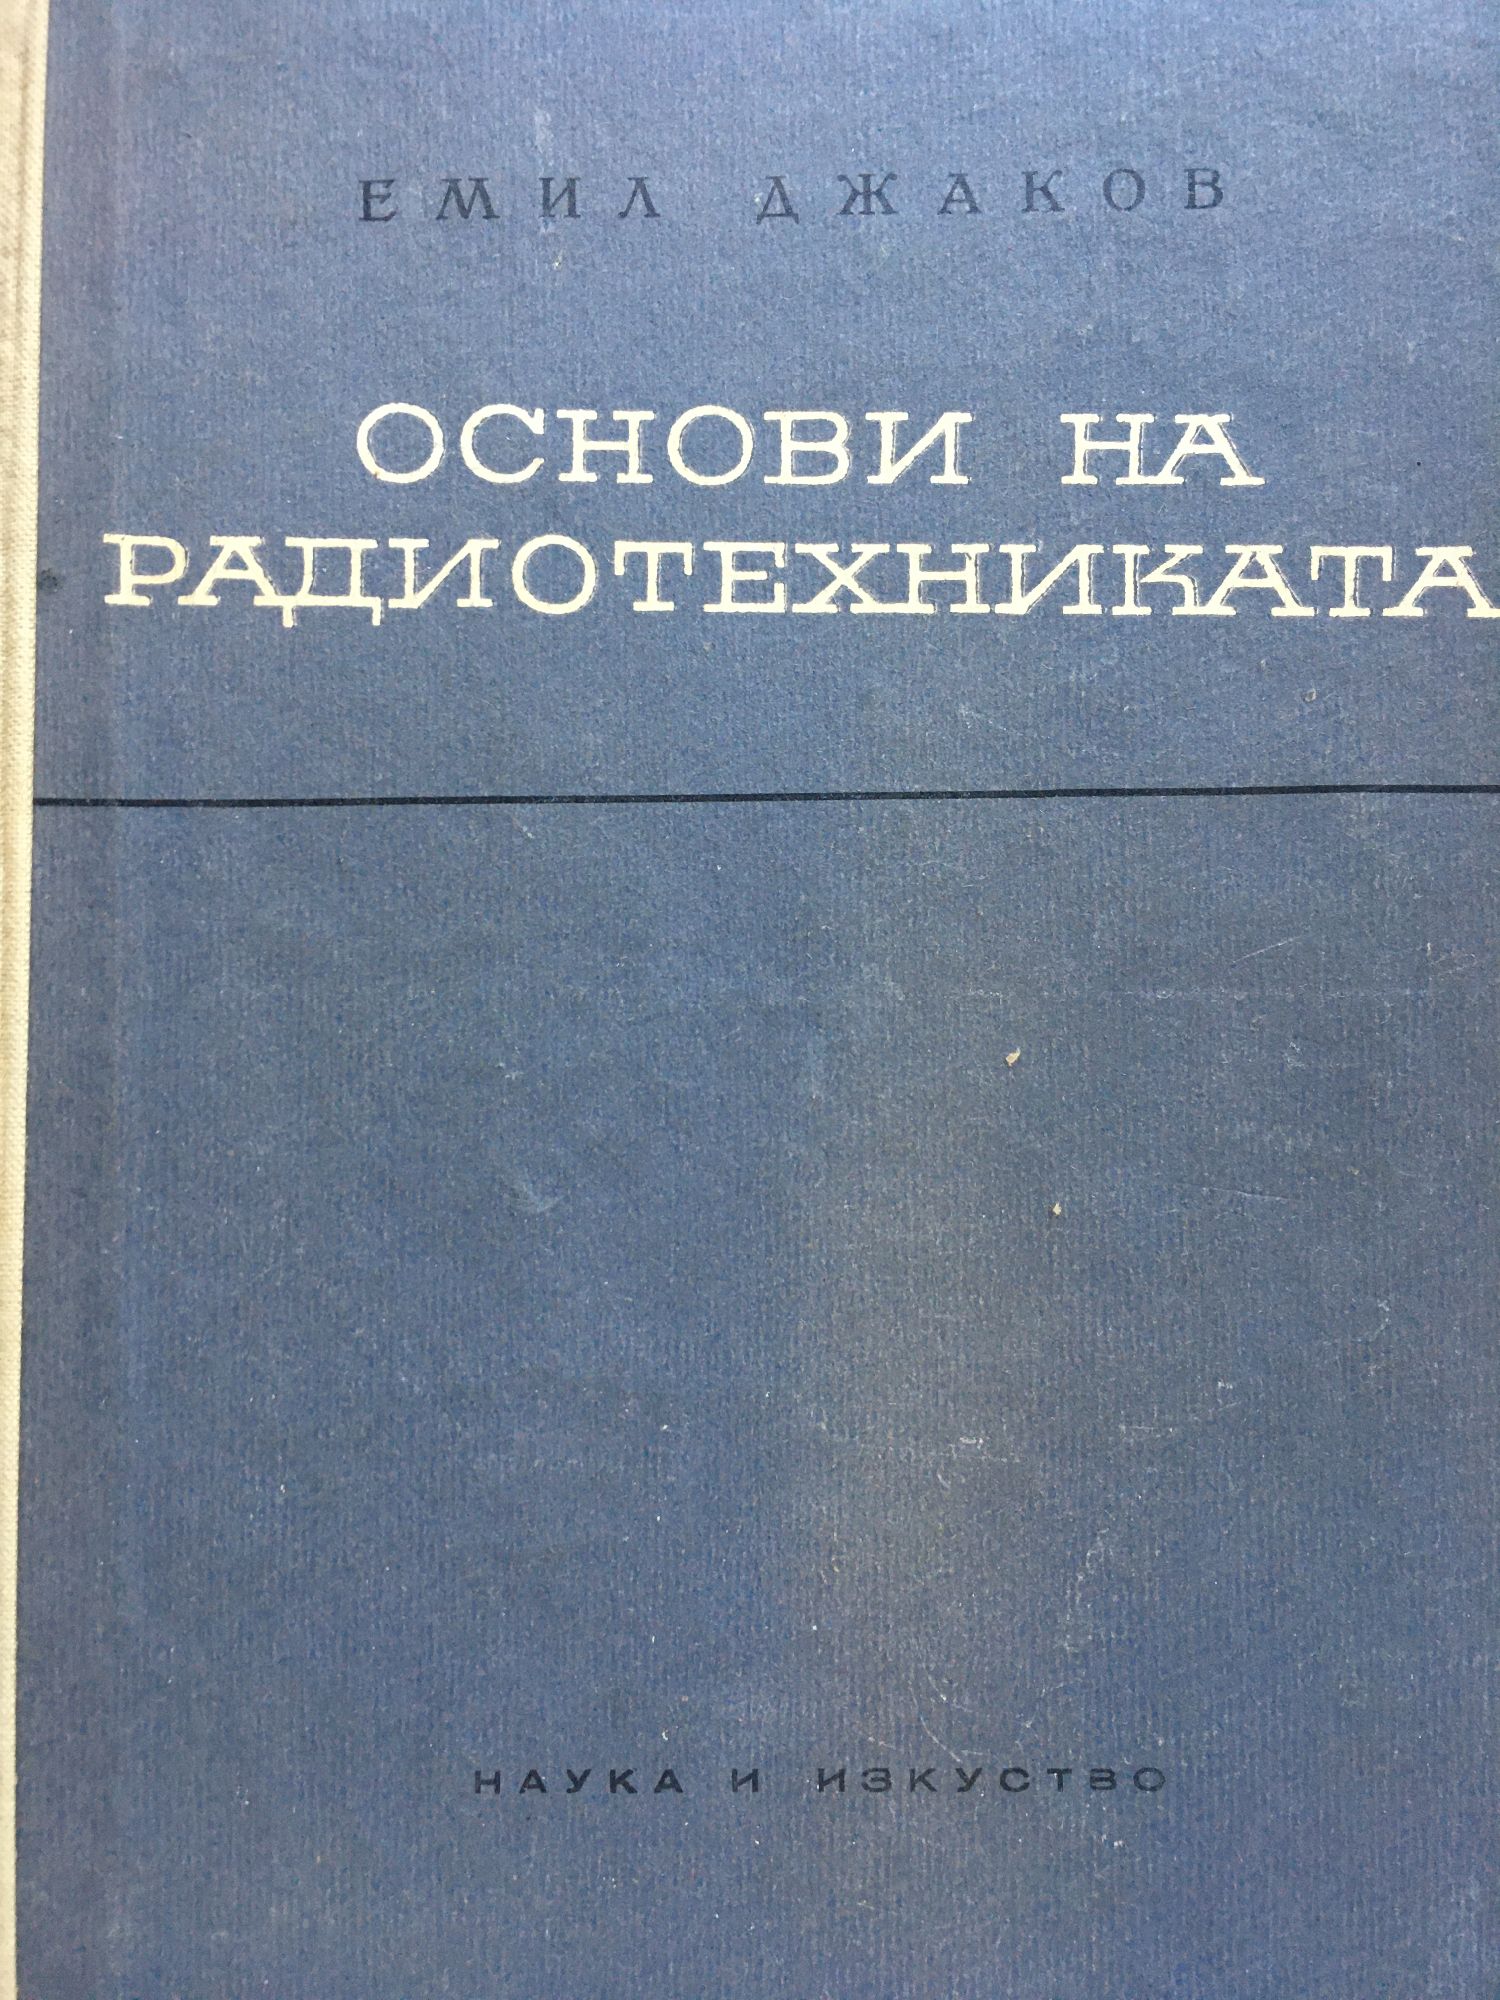 ЕМИЛ ДЖАКОВ
ОСНОВИ НА
РАДИОТЕХНИКАТА
НАУКА И ИЗКУСТВО